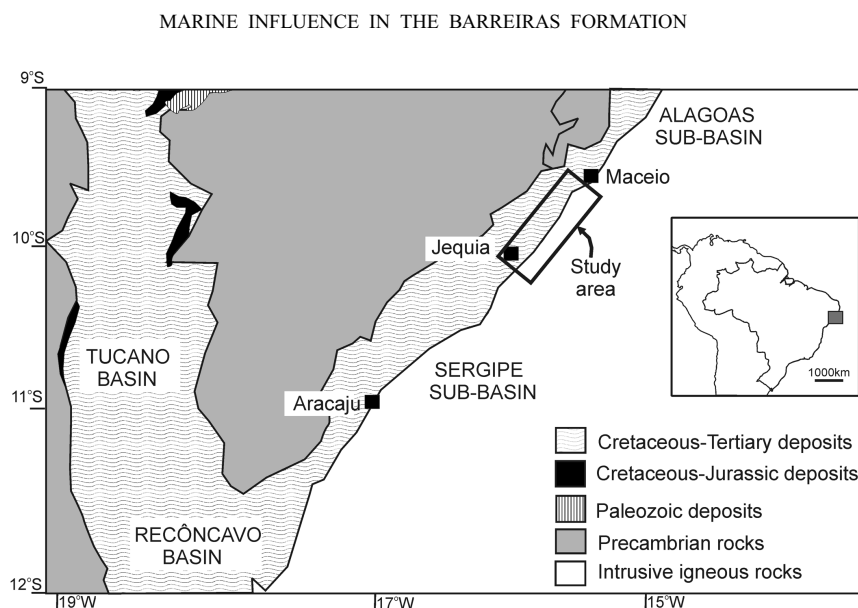 MARINE INFLUENCE IN THE BARREIRAS FORMATION
9°S
ALAGOAS
SUB-BASIN
Maceio
10°S
Jequia
Study
area
TUCANO
BASIN
SERGIPE
SUB-BASIN
1000km
11°S
Aracaju
Cretaceous-Tertiary deposits
Cretaceous-Jurassic deposits
Paleozoic deposits
RECÔNCAVO
BASIN
Precambrian rocks
Intrusive igneous rocks
12°S
19°W
17°W
15°W